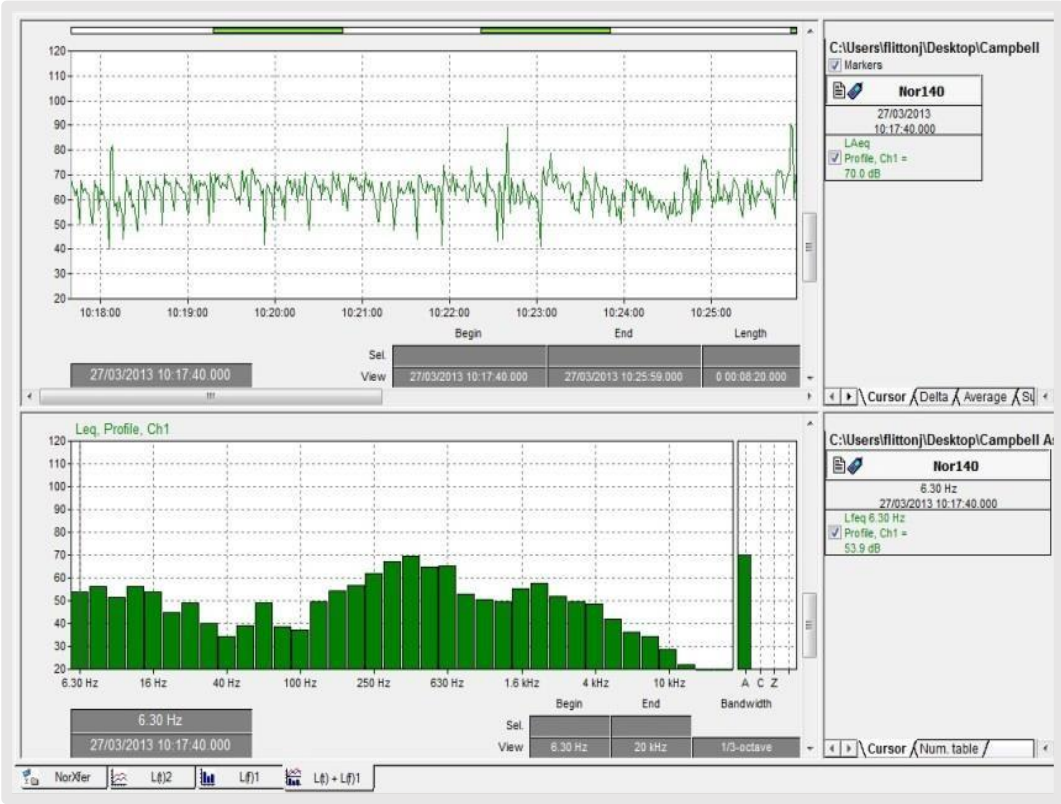 120
110
100
90
80
70
60
50
40
30
20
10:18:00 10:19:00 10:20:00 10:21:00 10:22:00 10:23:00 10:24:00 10:25:00
Begin End Length
Sel.
27/03/2013 10:17:40.000
View 27/03/2013 10:17:40.000 27/03/2013 10:25:59.000 0 00:08:20.000
C:\Users\flittonj\Desktop\Campbell
Markers
Nor140
27/03/2013
10:17:40.000
LAeq
Profile, Ch1 =
70.0 dB
Cursor Delta Average Su
Leq, Profile, Ch1
120
110
100
90
80
70
60
50
40
30
20
6.30 Hz 16 Hz 40 Hz 100 Hz 250 Hz 630 Hz 1.6 kHz 4 kHz 10 kHz A C Z
Begin End Bandwidth
6.30 Hz
Sel.
27/03/2013 10:17:40.000
View 6.30 Hz 20 kHz 1/3-octave
C:\Users\flittonj\Desktop\Campbell As
Nor140
6.30 Hz
27/03/2013 10:17:40.000
Lfeq 6.30 Hz
Profile, Ch1 =
53.9 dB
Cursor Num. table
NorXfer L(t)2 L(f)1 L(t) + L(f)1